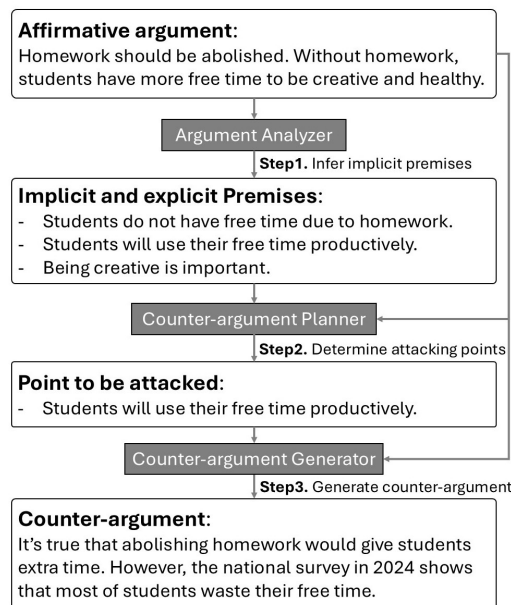 Affirmative argument:
Homework should be abolished. Without homework,
students have more free time to be creative and healthy.
Argument Analyzer
Step1. Infer implicit premises
Implicit and explicit Premises:
- Students do not have free time due to homework.
- Students will use their free time productively.
- Being creative is important.
Counter-argument Planner
Step2. Determine attacking points
Point to be attacked:
- Students will use their free time productively.
Counter-argument Generator
Step3. Generate counter-argument
Counter-argument:
It’s true that abolishing homework would give students
extra time. However, the national survey in 2024 shows
that most of students waste their free time.